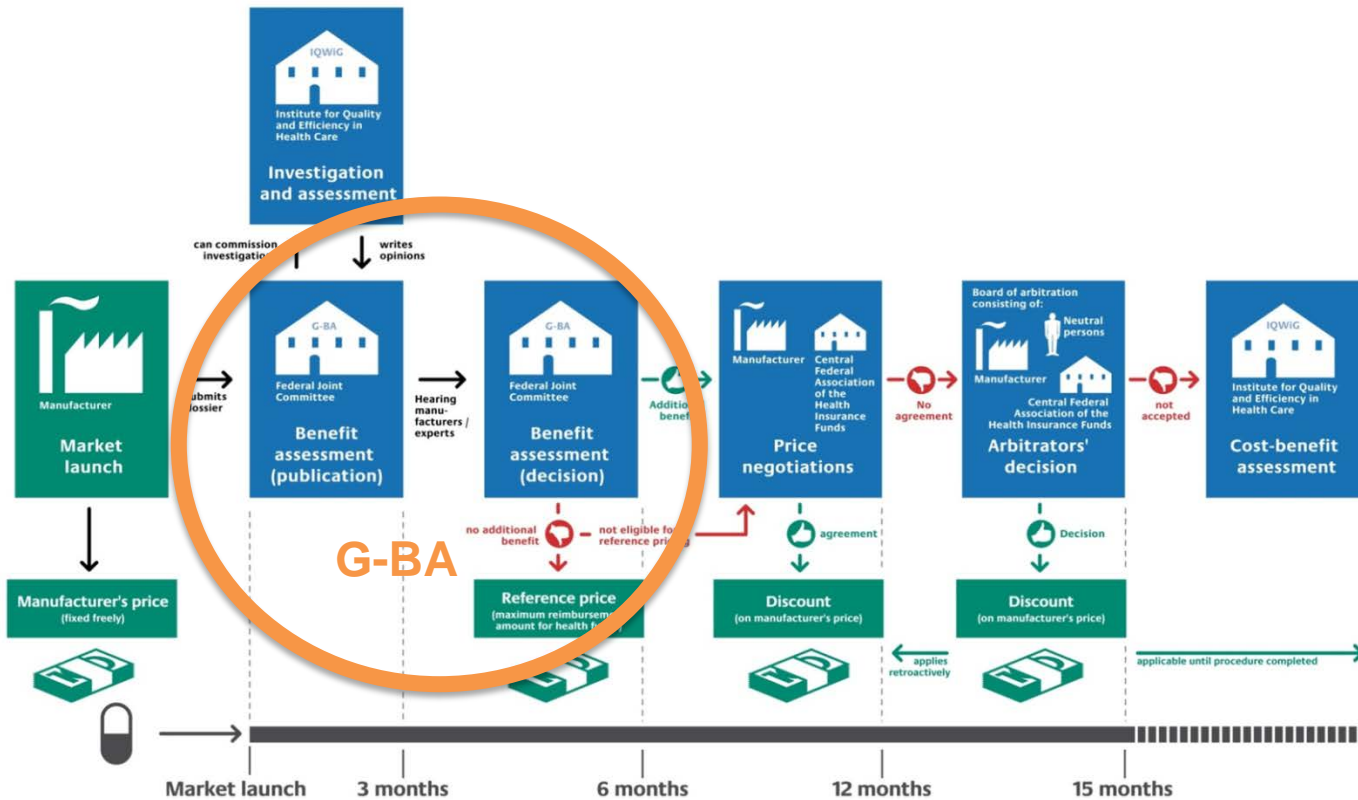 IQWiG
Institute for Quality
and Efficiency in
Health Care
Investigation
and assessment
can commission
writes
opinions
Manufacturer
Market
launch
G-BA
Federal Joint
Committee
Benefit
assessment
(publication)
Hearing
manu-
facturers /
experts
G-BA
Federal Joint
Committee
Benefit
assessment
(decision)
Manufacturer
Central
Federal
Association
of the
Health
Insurance
Funds
Price
negotiations
No
agreement
Board of arbitration
consisting of:
Neutral
persons
Manufacturer
Central Federal
Association of the
Health Insurance Funds
Arbitrators'
decision
not
accepted
IQWiG
Institute for Quality
and Efficiency in
Health Care
Cost-benefit
assessment
no additional
benefit
not eligible
reference
agreement
Decision
G-BA
Manufacturer's price
(fixed freely)
Reference price
(maximum
amount for health
Discount
(on manufacturer's price)
Discount
(on manufacturer's price)
applies
retroactively
applicable until procedure completed
Market launch
3 months
6 months
12 months
15 months